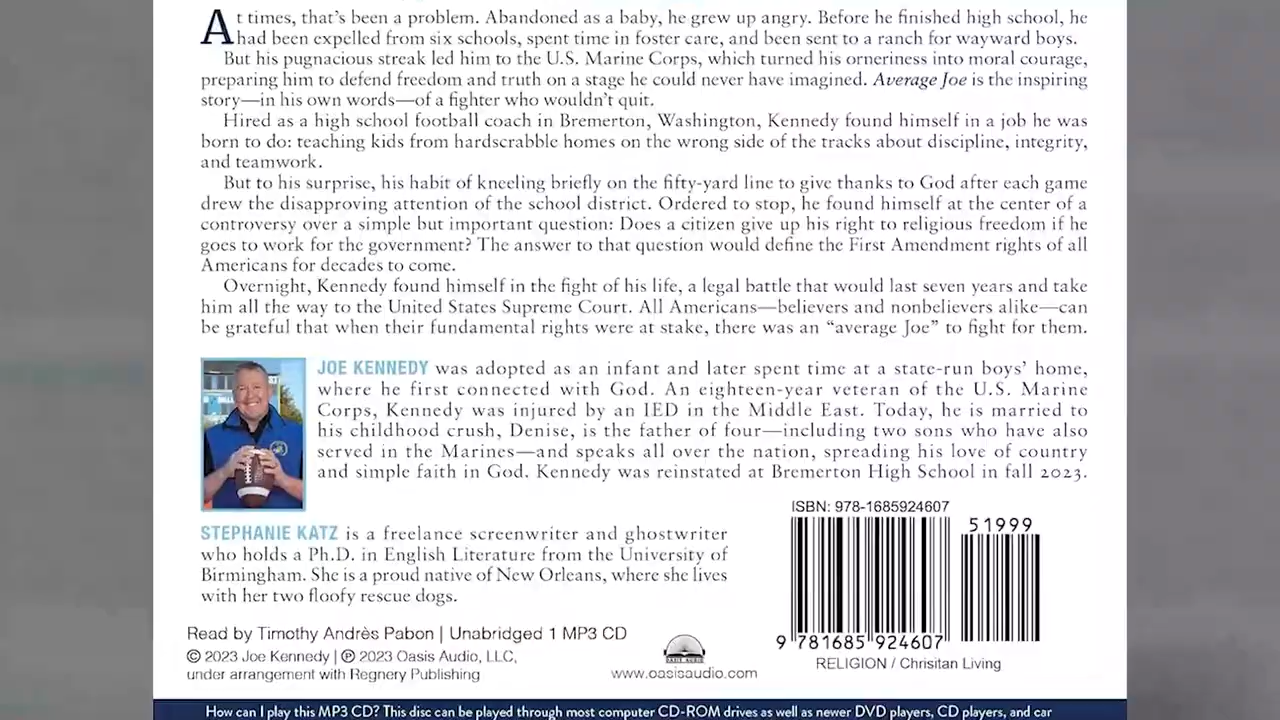 At times, that's been a problem. Abandoned as a baby, he grew up angry. Before he finished high school, he
had been expelled from six schools, spent time in foster care, and been sent to a ranch for wayward boys.
But his pugnacious streak led him to the U.S. Marine Corps, which turned his orneriness into moral courage,
preparing him to defend freedom and truth on a stage he could never have imagined. Average Joe is the inspiring
story—in his own words—of a fighter who wouldn't quit.
Hired as a high school football coach in Bremerton, Washington, Kennedy found himself in a job he was
born to do: teaching kids from hardscrabble homes on the wrong side of the tracks about discipline, integrity,
and teamwork.
But to his surprise, his habit of kneeling briefly on the fifty-yard line to give thanks to God after each game
drew the disapproving attention of the school district. Ordered to stop, he found himself at the center of a
controversy over a simple but important question: Does a citizen give up his right to religious freedom if he
goes to work for the government? The answer to that question would define the First Amendment rights of all
Americans for decades to come.
Overnight, Kennedy found himself in the fight of his life, a legal battle that would last seven years and take
him all the way to the United States Supreme Court. All Americans—believers and nonbelievers alike—can
be grateful that when their fundamental rights were at stake, there was an “average Joe” to fight for them.
JOE KENNEDY was adopted as an infant and later spent time at a state-run boys' home,
where he first connected with God. An eighteen-year veteran of the U.S. Marine
Corps, Kennedy was injured by an IED in the Middle East. Today, he is married to
his childhood crush, Denise, is the father of four—including two sons who have also
served in the Marines—and speaks all over the nation, spreading his love of country
and simple faith in God. Kennedy was reinstated at Bremerton High School in fall 2023.
STEPHANIE KATZ is a freelance screenwriter and ghostwriter
who holds a Ph.D. in English Literature from the University of
Birmingham. She is a proud native of New Orleans, where she lives
with her two floofy rescue dogs.
Read by Timothy Andrès Pabon | Unabridged 1 MP3 CD
© 2023 Joe Kennedy | ℗ 2023 Oasis Audio, LLC,
under arrangement with Regnery Publishing
OASIS AUDIO
www.oasisaudio.com
ISBN: 978-1685924607
51999
9 781685 924607
RELIGION / Chrisitan Living
How can I play this MP3 CD? This disc can be played through most computer CD-ROM drives as well as newer DVD players, CD players, and car